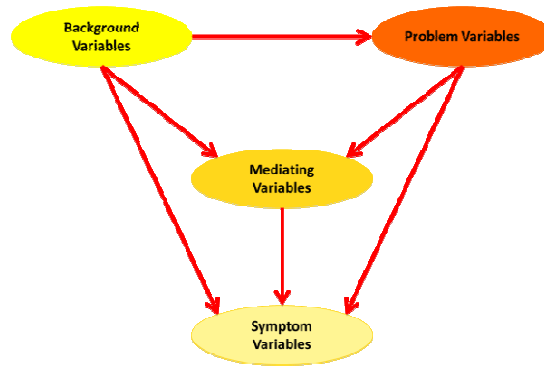 Background
Variables
Problem Variables
Mediating
Variables
Symptom
Variables